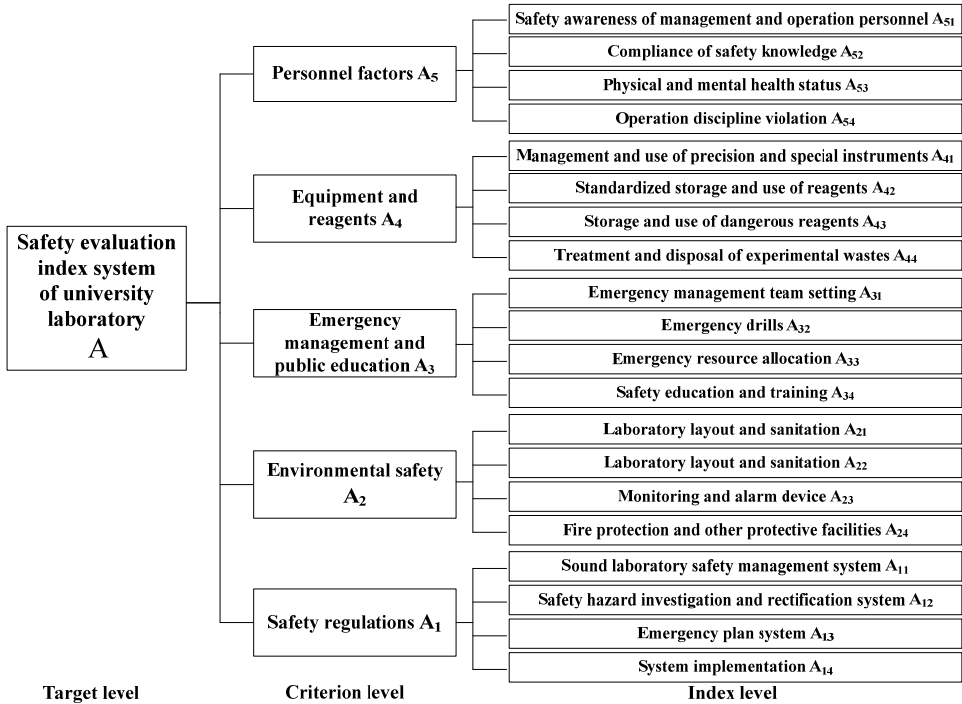 Safety evaluation
index system
of university
laboratory
A
Personnel factors A₅
Safety awareness of management and operation personnel A₅₁
Compliance of safety knowledge A₅₂
Physical and mental health status A₅₃
Operation discipline violation A₅₄
Equipment and
reagents A₄
Management and use of precision and special instruments A₄₁
Standardized storage and use of reagents A₄₂
Storage and use of dangerous reagents A₄₃
Treatment and disposal of experimental wastes A₄₄
Emergency
management and
public education A₃
Emergency management team setting A₃₁
Emergency drills A₃₂
Emergency resource allocation A₃₃
Safety education and training A₃₄
Environmental safety
A₂
Laboratory layout and sanitation A₂₁
Laboratory layout and sanitation A₂₂
Monitoring and alarm device A₂₃
Fire protection and other protective facilities A₂₄
Safety regulations A₁
Sound laboratory safety management system A₁₁
Safety hazard investigation and rectification system A₁₂
Emergency plan system A₁₃
System implementation A₁₄
Target level
Criterion level
Index level